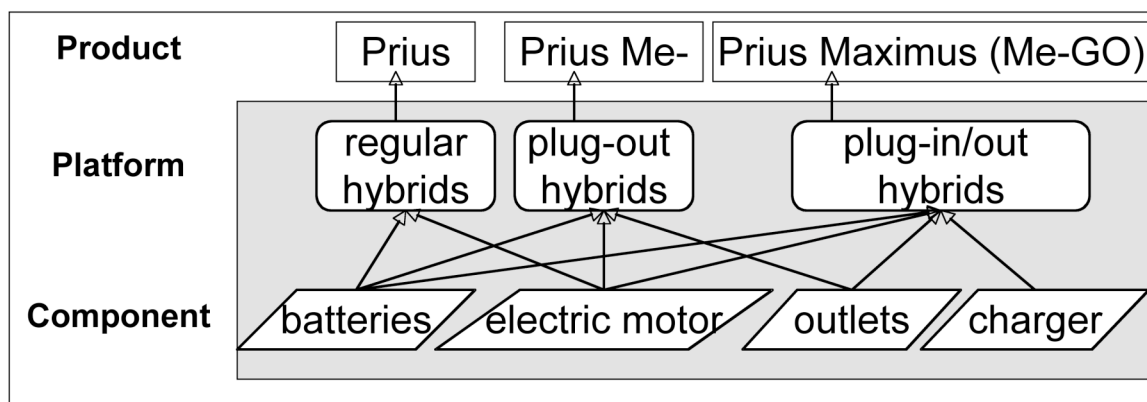 Product
Prius
Prius Me-
Prius Maximus (Me-GO)
Platform
regular
hybrids
plug-out
hybrids
plug-in/out
hybrids
Component
batteries
electric motor
outlets
charger